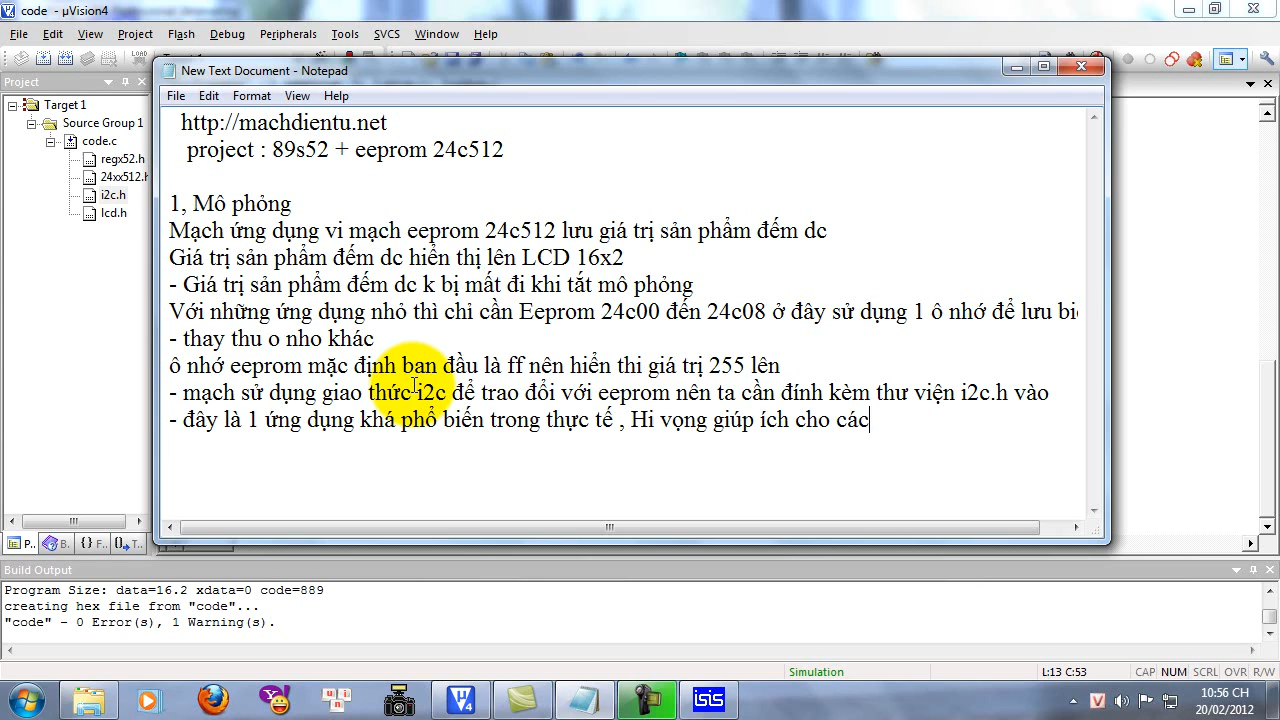 code - µVision4
File Edit View Project Flash Debug Peripherals Tools SVCS Window Help
LOAD
Project
Target 1
Source Group 1
code.c
regx52.h
24xx512.h
i2c.h
lcd.h
P.. B. {} F.. T..
New Text Document - Notepad
File Edit Format View Help
http://machdientu.net
project : 89s52 + eeprom 24c512
1, Mô phỏng
Mạch ứng dụng vi mạch eeprom 24c512 lưu giá trị sản phẩm đếm dc
Giá trị sản phẩm đếm dc hiển thị lên LCD 16x2
- Giá trị sản phẩm đếm dc k bị mất đi khi tắt mô phỏng
Với những ứng dụng nhỏ thì chỉ cần Eeprom 24c00 đến 24c08 ở đây sử dụng 1 ô nhớ để lưu
- thay thu o nho khác
ô nhớ eeprom mặc định ban đầu là ff nên hiển thi giá trị 255 lên
- mạch sử dụng giao thức i2c để trao đổi với eeprom nên ta cần đính kèm thư viện i2c.h vào
- đây là 1 ứng dụng khá phổ biến trong thực tế , Hi vọng giúp ích cho các
Build Output
Program Size: data=16.2 xdata=0 code=889
creating hex file from "code"...
"code" - 0 Error(s), 1 Warning(s).
Simulation L:13 C:53 CAP NUM SCRL OVR R/W
10:56 CH
20/02/2012
isis